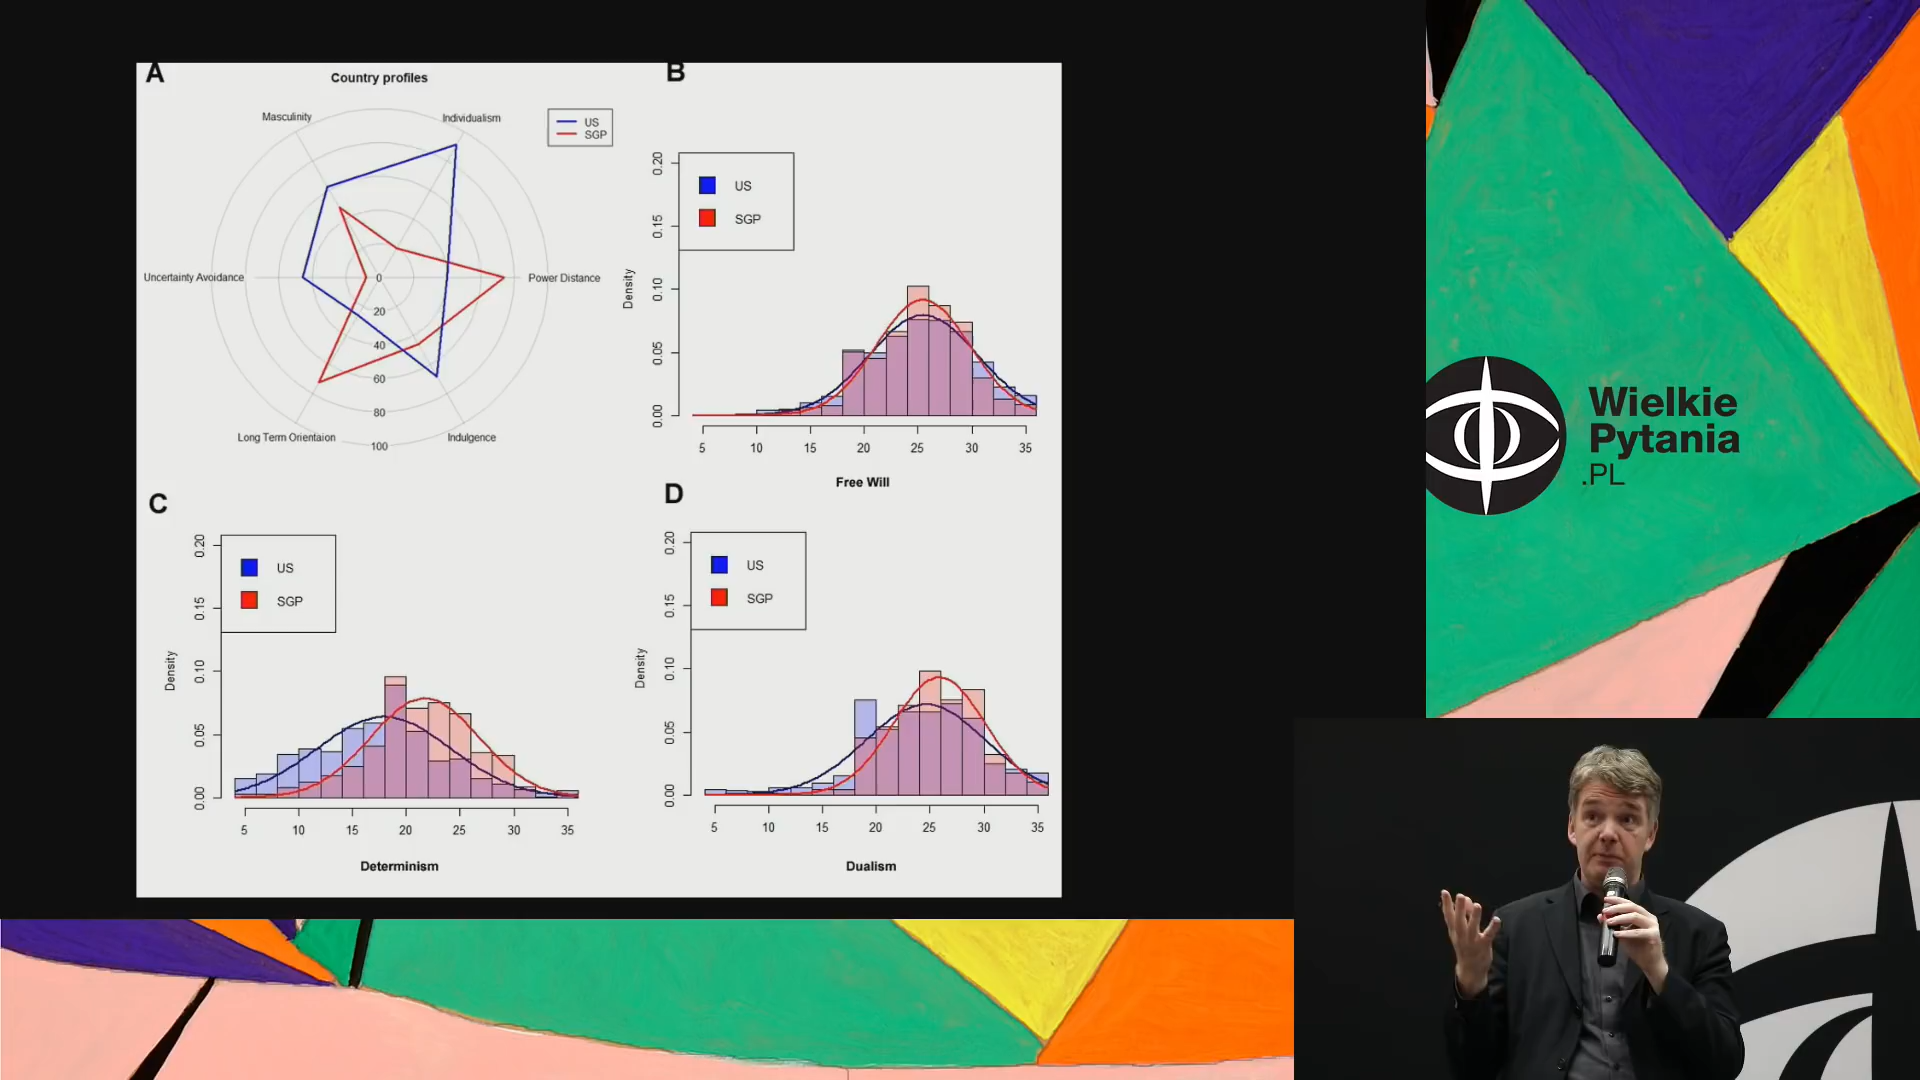 A
Country profiles
Masculinity
Individualism
US
SGP
Uncertainty Avoidance
Power Distance
0
20
40
60
80
100
Long Term Orientaion
Indulgence
B
US
SGP
Density
0.00 0.05 0.10 0.15 0.20
5 10 15 20 25 30 35
Free Will
C
US
SGP
Density
0.00 0.05 0.10 0.15 0.20
5 10 15 20 25 30 35
Determinism
D
US
SGP
Density
0.00 0.05 0.10 0.15 0.20
5 10 15 20 25 30 35
Dualism
Wielkie
Pytania
.PL